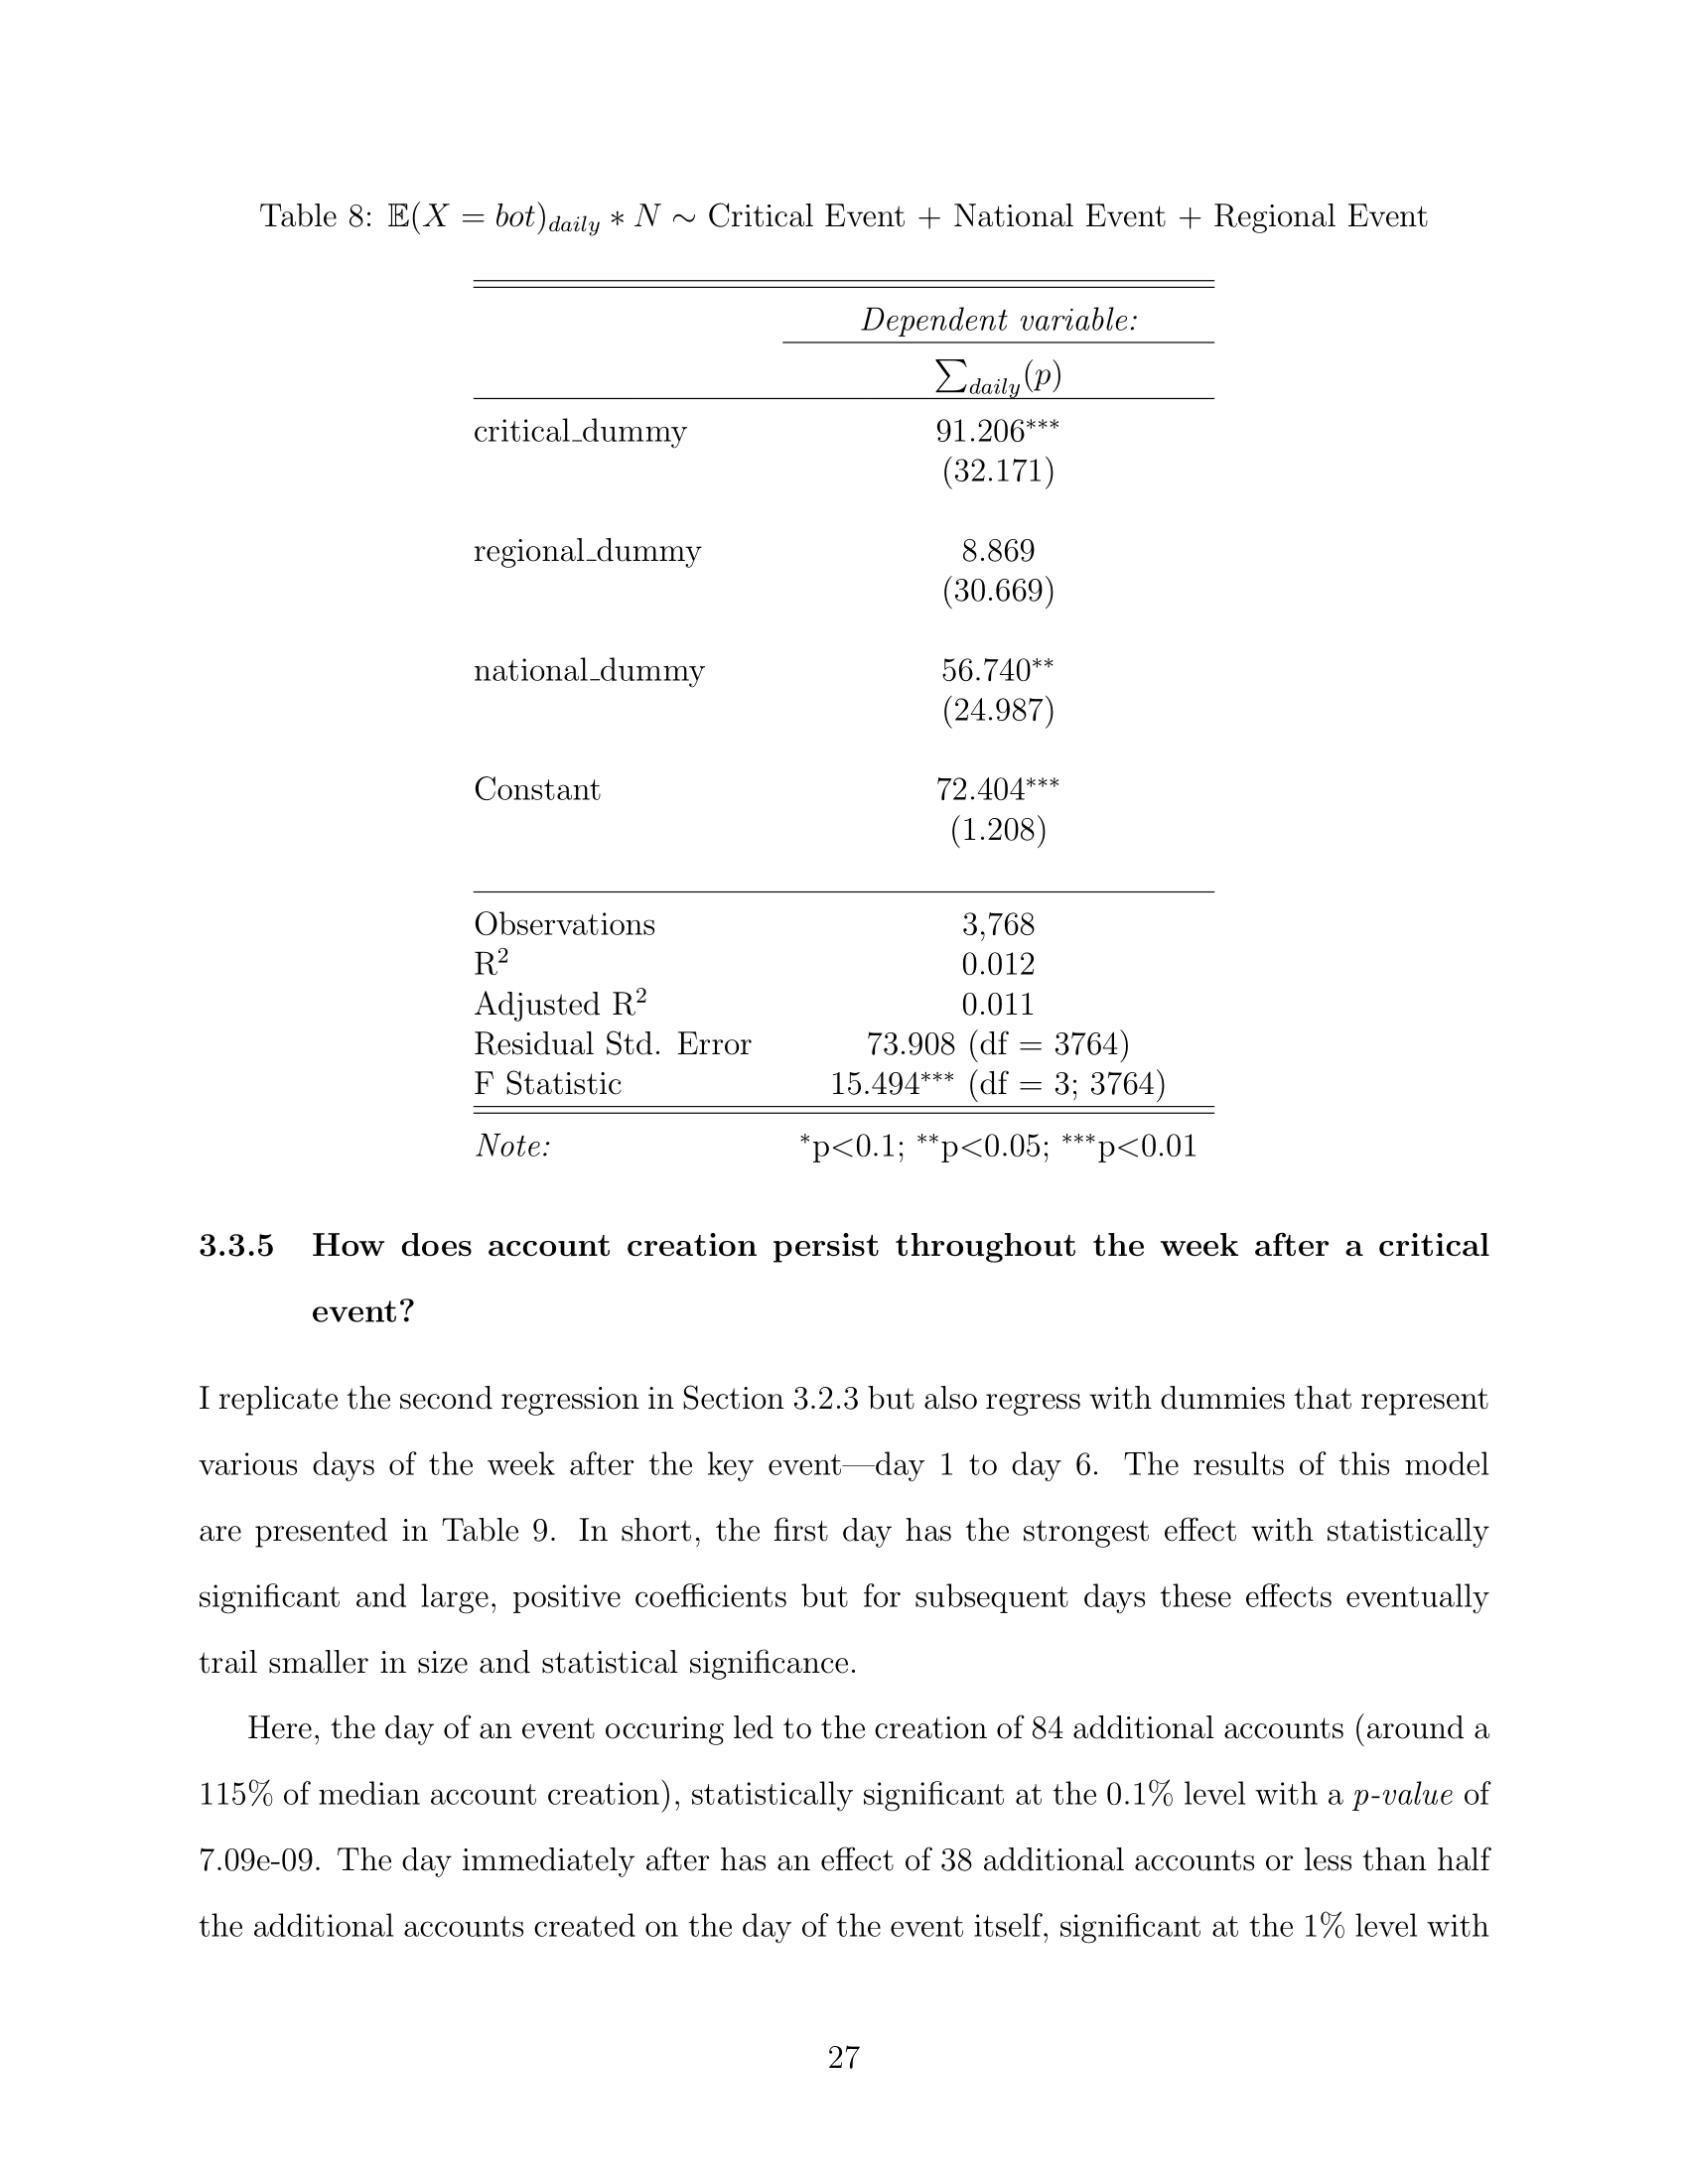 Table 8: 𝔼(X = bot)daily ∗ N ∼ Critical Event + National Event + Regional Event
Dependent variable:
∑daily(p)
critical_dummy 91.206***
(32.171)
regional_dummy 8.869
(30.669)
national_dummy 56.740**
(24.987)
Constant 72.404***
(1.208)
Observations 3,768
R² 0.012
Adjusted R² 0.011
Residual Std. Error 73.908 (df = 3764)
F Statistic 15.494*** (df = 3; 3764)
Note: *p<0.1; **p<0.05; ***p<0.01
3.3.5 How does account creation persist throughout the week after a critical
event?
I replicate the second regression in Section 3.2.3 but also regress with dummies that represent
various days of the week after the key event—day 1 to day 6. The results of this model
are presented in Table 9. In short, the first day has the strongest effect with statistically
significant and large, positive coefficients but for subsequent days these effects eventually
trail smaller in size and statistical significance.
Here, the day of an event occuring led to the creation of 84 additional accounts (around a
115% of median account creation), statistically significant at the 0.1% level with a p-value of
7.09e-09. The day immediately after has an effect of 38 additional accounts or less than half
the additional accounts created on the day of the event itself, significant at the 1% level with
27